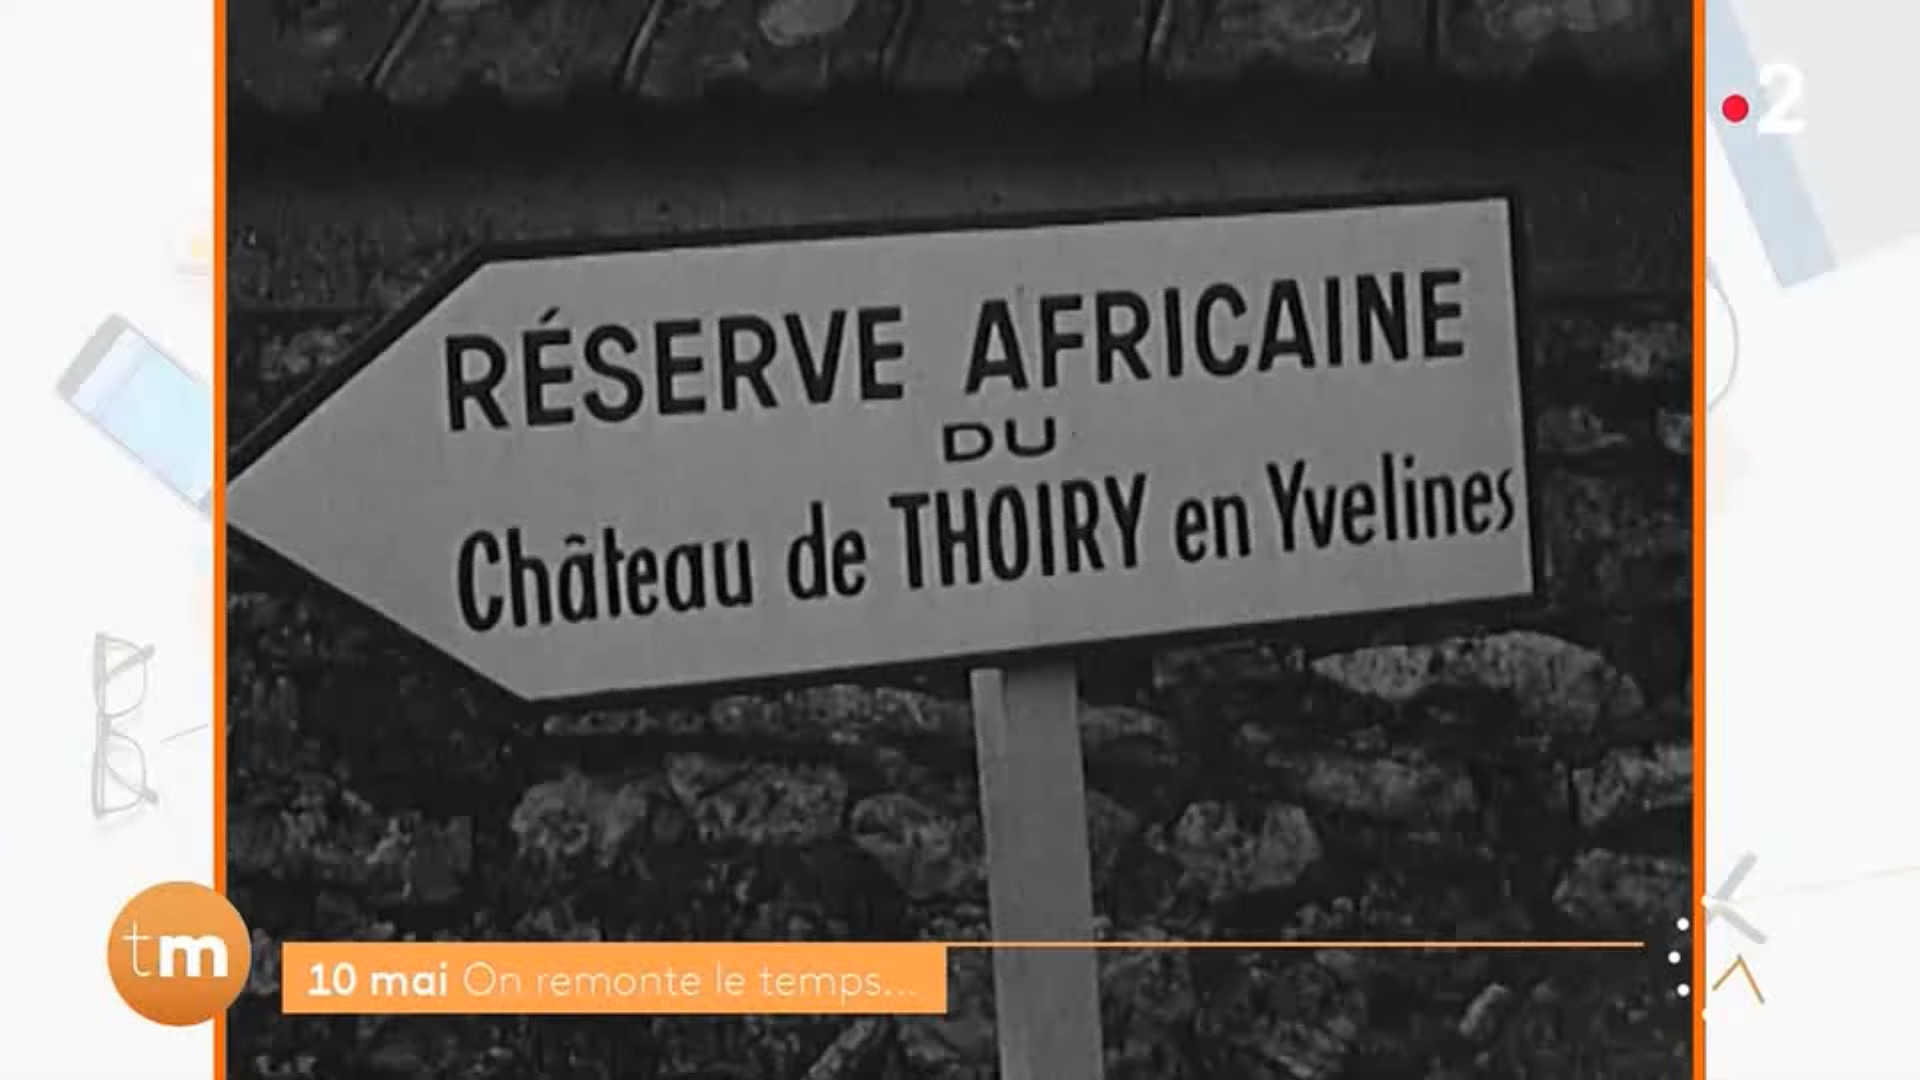 2
RÉSERVE AFRICAINE
DU
Château de THOIRY en Yvelines
tm
10 mai On remonte le temps...